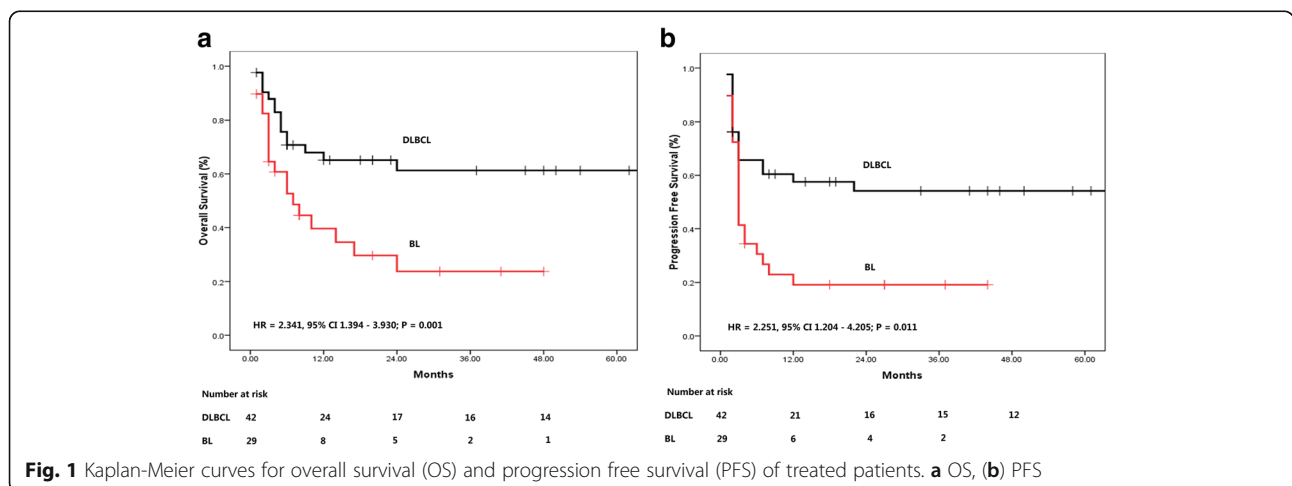 a
Overall Survival (%)
1.0
0.8
0.6
0.4
0.2
0.0
DLBCL
BL
HR = 2.341, 95% CI 1.394 - 3.930; P = 0.001
0.00 12.00 24.00 36.00 48.00 60.00
Months
Number at risk
DLBCL 42 24 17 16 14
BL 29 8 5 2 1
b
Progression Free Survival (%)
1.0
0.8
0.6
0.4
0.2
0.0
DLBCL
BL
HR = 2.251, 95% CI 1.204 - 4.205; P = 0.011
0.00 12.00 24.00 36.00 48.00 60.00
Months
Number at risk
DLBCL 42 21 16 15 12
BL 29 6 4 2
Fig. 1 Kaplan-Meier curves for overall survival (OS) and progression free survival (PFS) of treated patients. a OS, (b) PFS